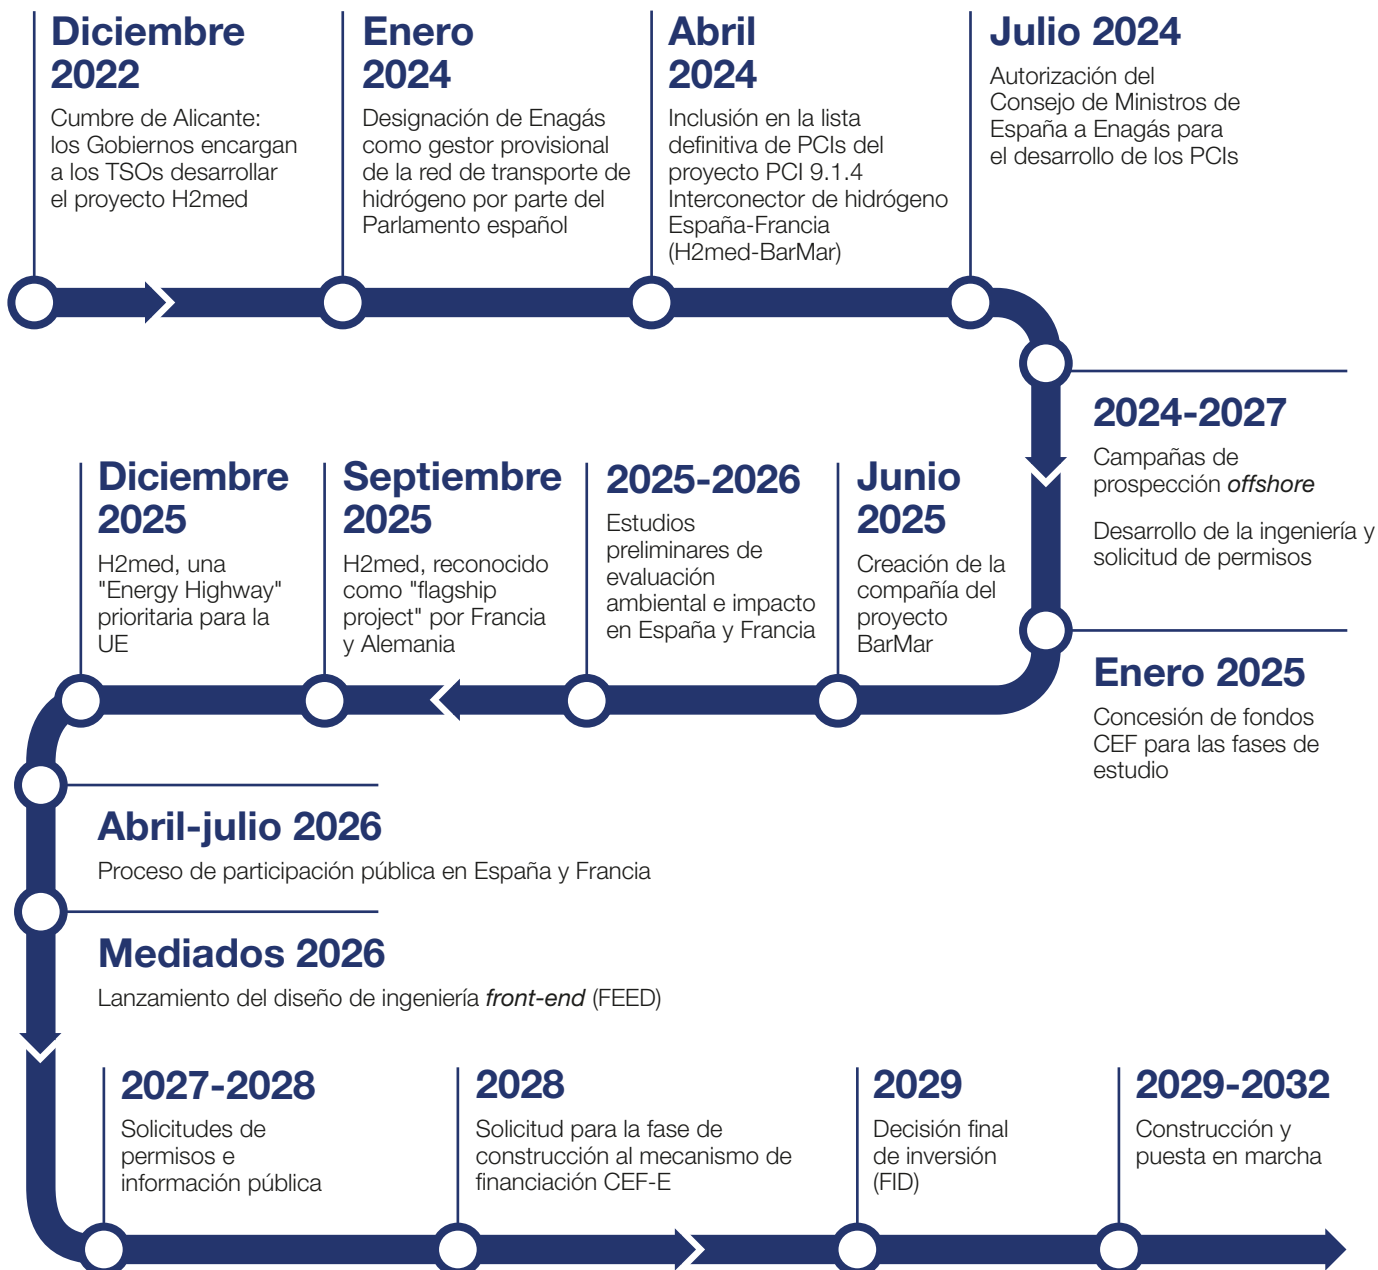 Diciembre
2022
Cumbre de Alicante:
los Gobiernos encargan
a los TSOs desarrollar
el proyecto H2med
Enero
2024
Designación de Enagás
como gestor provisional
de la red de transporte de
hidrógeno por parte del
Parlamento español
Abril
2024
Inclusión en la lista
definitiva de PCIs del
proyecto PCI 9.1.4
Interconector de hidrógeno
España-Francia
(H2med-BarMar)
Julio 2024
Autorización del
Consejo de Ministros de
España a Enagás para
el desarrollo de los PCIs
2024-2027
Campañas de
prospección offshore
Desarrollo de la ingeniería y
solicitud de permisos
Enero 2025
Concesión de fondos
CEF para las fases de
estudio
Junio
2025
Creación de la
compañía del
proyecto
BarMar
2025-2026
Estudios
preliminares de
evaluación
ambiental e impacto
en España y Francia
Septiembre
2025
H2med, reconocido
como "flagship
project" por Francia
y Alemania
Diciembre
2025
H2med, una
"Energy Highway"
prioritaria para la
UE
Abril-julio 2026
Proceso de participación pública en España y Francia
Mediados 2026
Lanzamiento del diseño de ingeniería front-end (FEED)
2027-2028
Solicitudes de
permisos e
información pública
2028
Solicitud para la fase de
construcción al mecanismo de
financiación CEF-E
2029
Decisión final
de inversión
(FID)
2029-2032
Construcción y
puesta en marcha